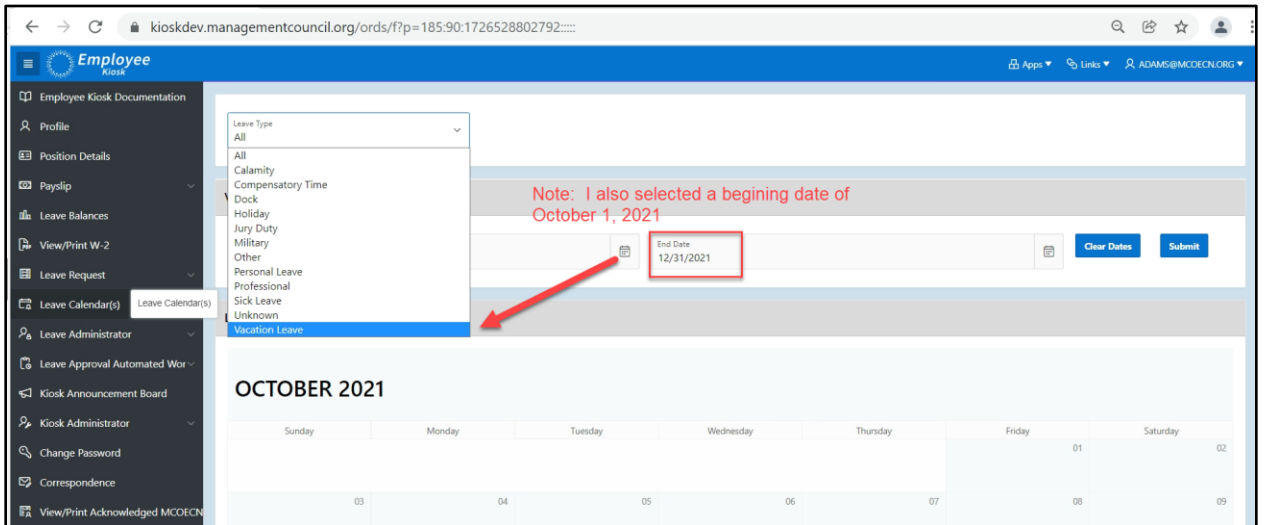 kioskdev.managementcouncil.org/ords/f?p=185:90:1726528802792:::::
Employee
Kiosk
Apps ▼ Links ▼ ADAMS@MCOECN.ORG ▼
Employee Kiosk Documentation
Profile
Position Details
Payslip
Leave Balances
View/Print W-2
Leave Request
Leave Calendar(s)
Leave Calendar(s)
Leave Administrator
Leave Approval Automated Wor
Kiosk Announcement Board
Kiosk Administrator
Change Password
Correspondence
View/Print Acknowledged MCOECN
Leave Type
All
All
Calamity
Compensatory Time
Dock
Holiday
Jury Duty
Military
Other
Personal Leave
Professional
Sick Leave
Unknown
Vacation Leave
Note: I also selected a begining date of
October 1, 2021
End Date
12/31/2021
Clear Dates
Submit
OCTOBER 2021
Sunday Monday Tuesday Wednesday Thursday Friday Saturday
01 02
03 04 05 06 07 08 09